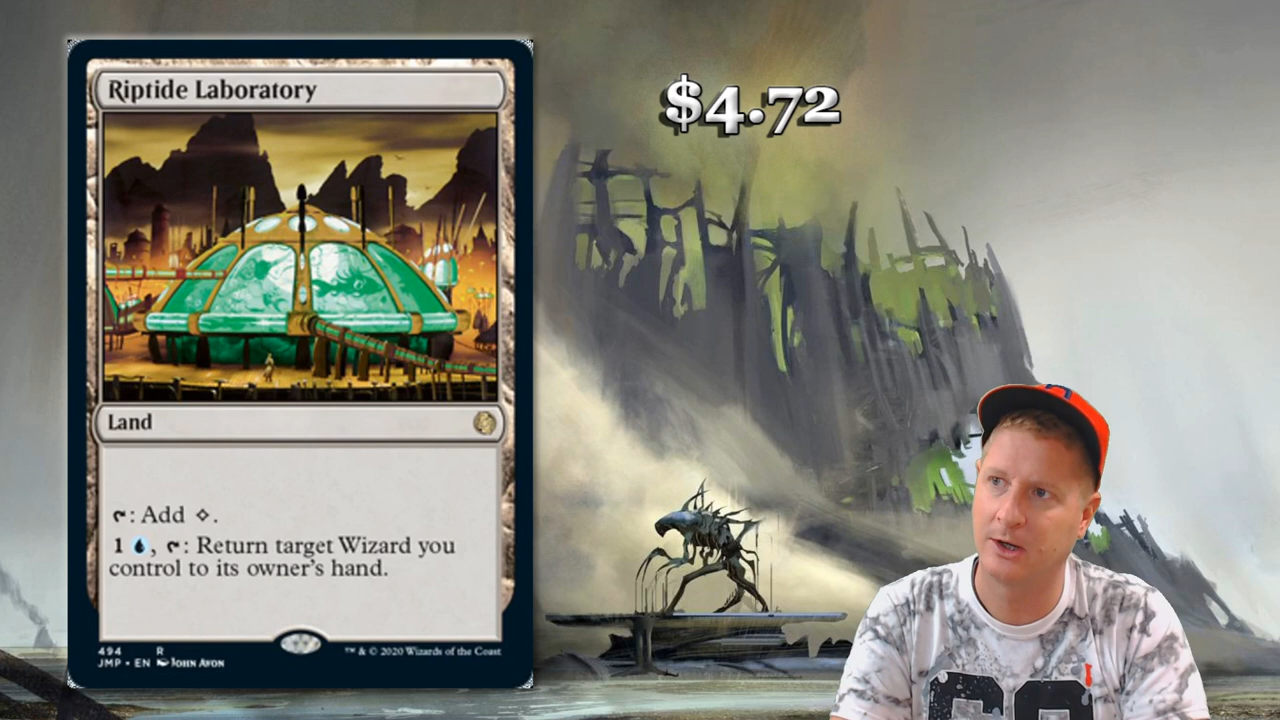 Riptide Laboratory
$4.72
Land
: Add .
1 , : Return target Wizard you
control to its owner's hand.
494 R
JMP • EN JOHN AVON
™ & © 2020 Wizards of the Coast